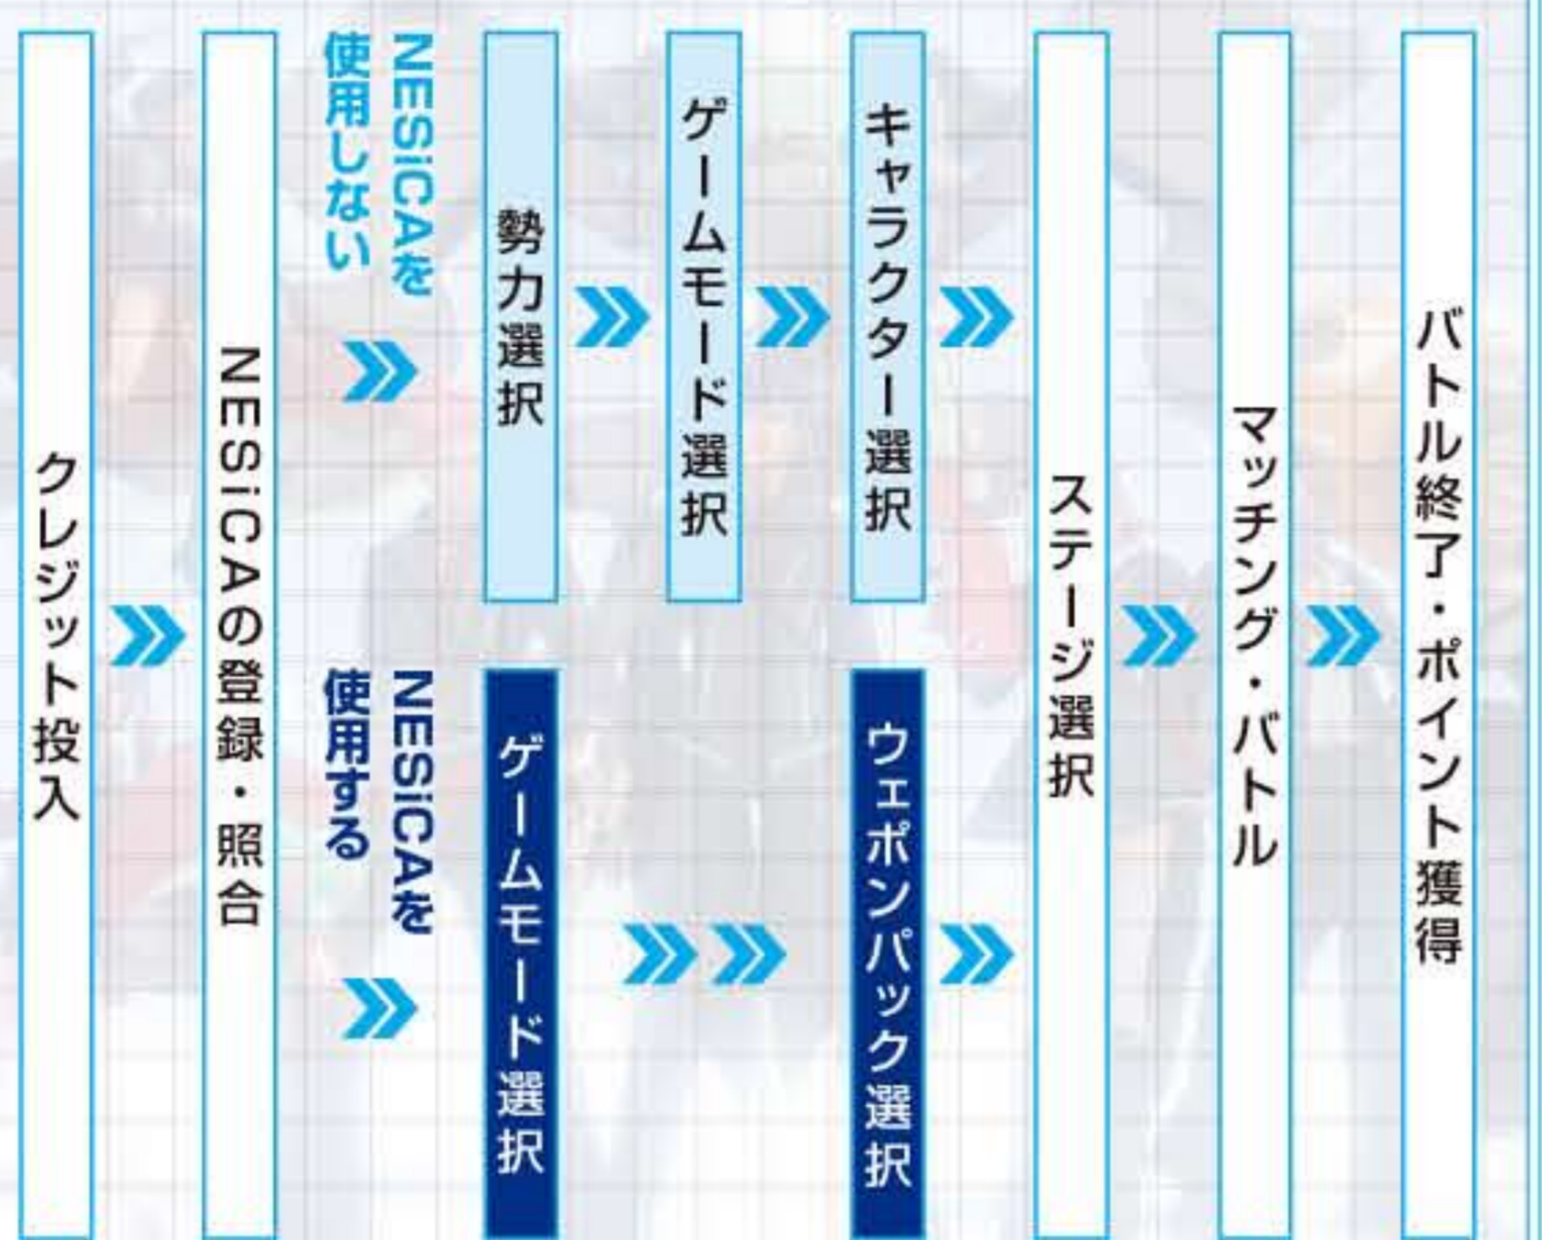 クレジット投入
NESiCAの登録・照合
NESiCAを
使用しない
勢力選択
ゲームモード選択
キャラクター選択
NESiCAを
使用する
ゲームモード選択
ウェポンパック選択
ステージ選択
マッチング・バトル
バトル終了・ポイント獲得